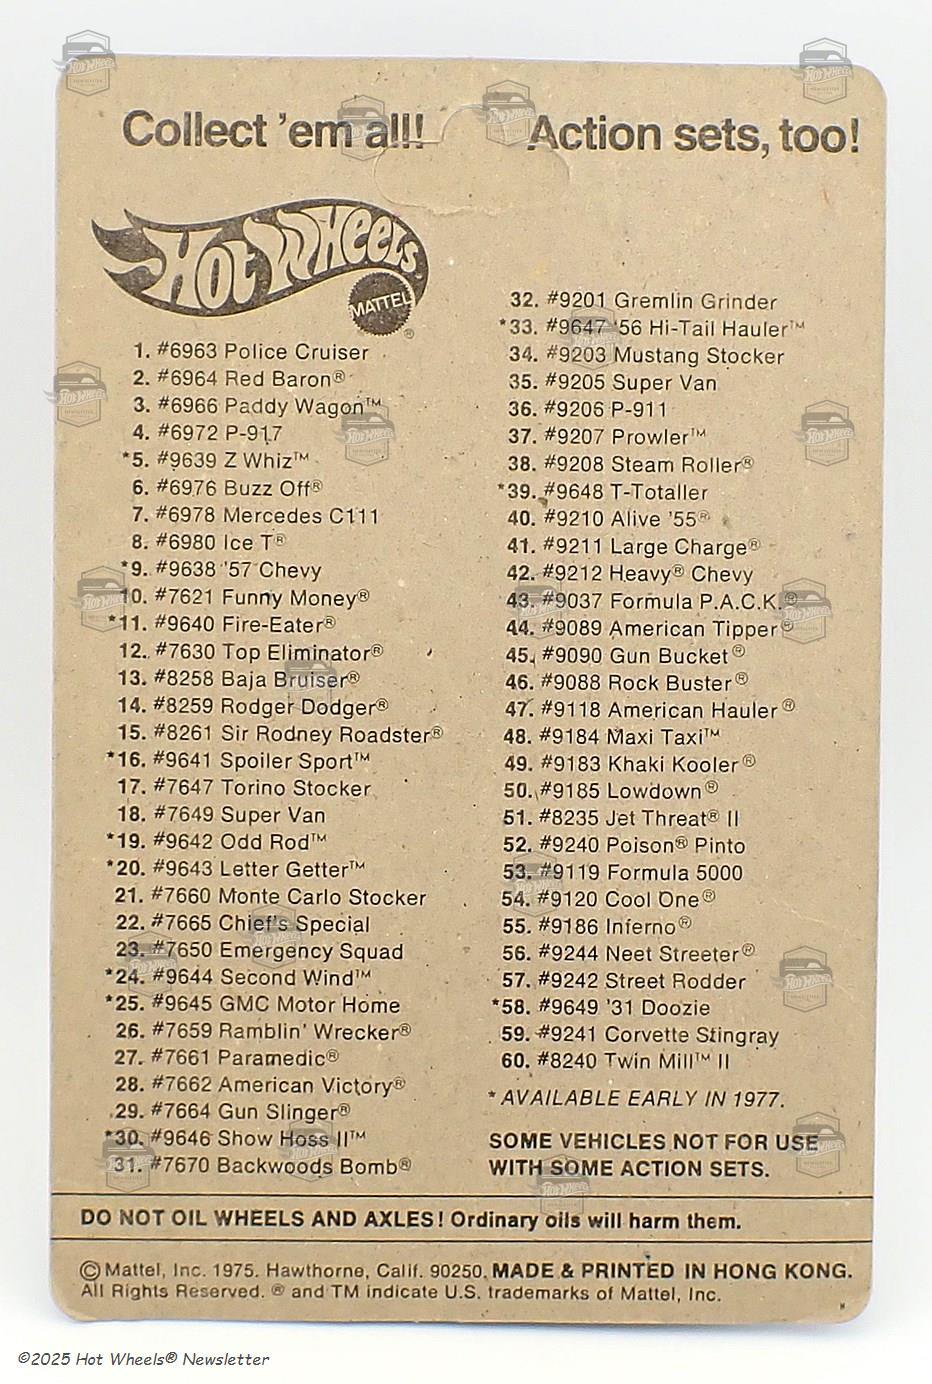 Collect 'em all!
Action sets, too!
Hot Wheels®
MATTEL
1. #6963 Police Cruiser
2. #6964 Red Baron®
3. #6966 Paddy Wagon™
4. #6972 P-917
*5. #9639 Z Whiz™
6. #6976 Buzz Off®
7. #6978 Mercedes C111
8. #6980 Ice T®
*9. #9638 '57 Chevy
10. #7621 Funny Money®
*11. #9640 Fire-Eater®
12. #7630 Top Eliminator®
13. #8258 Baja Bruiser®
14. #8259 Rodger Dodger®
15. #8261 Sir Rodney Roadster®
*16. #9641 Spoiler Sport™
17. #7647 Torino Stocker
18. #7649 Super Van
*19. #9642 Odd Rod™
*20. #9643 Letter Getter™
21. #7660 Monte Carlo Stocker
22. #7665 Chief's Special
23. #7650 Emergency Squad
*24. #9644 Second Wind™
*25. #9645 GMC Motor Home
26. #7659 Ramblin' Wrecker®
27. #7661 Paramedic®
28. #7662 American Victory®
29. #7664 Gun Slinger®
*30. #9646 Show Hoss II™
31. #7670 Backwoods Bomb®
32. #9201 Gremlin Grinder
*33. #9647 '56 Hi-Tail Hauler™
34. #9203 Mustang Stocker
35. #9205 Super Van
36. #9206 P-911
37. #9207 Prowler™
38. #9208 Steam Roller®
*39. #9648 T-Totaller
40. #9210 Alive '55®
41. #9211 Large Charge®
42. #9212 Heavy® Chevy
43. #9037 Formula P.A.C.K.®
44. #9089 American Tipper®
45. #9090 Gun Bucket®
46. #9088 Rock Buster®
47. #9118 American Hauler®
48. #9184 Maxi Taxi™
49. #9183 Khaki Kooler®
50. #9185 Lowdown®
51. #8235 Jet Threat® II
52. #9240 Poison® Pinto
53. #9119 Formula 5000
54. #9120 Cool One®
55. #9186 Inferno®
56. #9244 Neet Streeter®
57. #9242 Street Rodder
*58. #9649 '31 Doozie
59. #9241 Corvette Stingray
60. #8240 Twin Mill™ II
*AVAILABLE EARLY IN 1977.
SOME VEHICLES NOT FOR USE
WITH SOME ACTION SETS.
DO NOT OIL WHEELS AND AXLES! Ordinary oils will harm them.
©Mattel, Inc. 1975. Hawthorne, Calif. 90250. MADE & PRINTED IN HONG KONG.
All Rights Reserved. ® and TM indicate U.S. trademarks of Mattel, Inc.
©2025 Hot Wheels® Newsletter